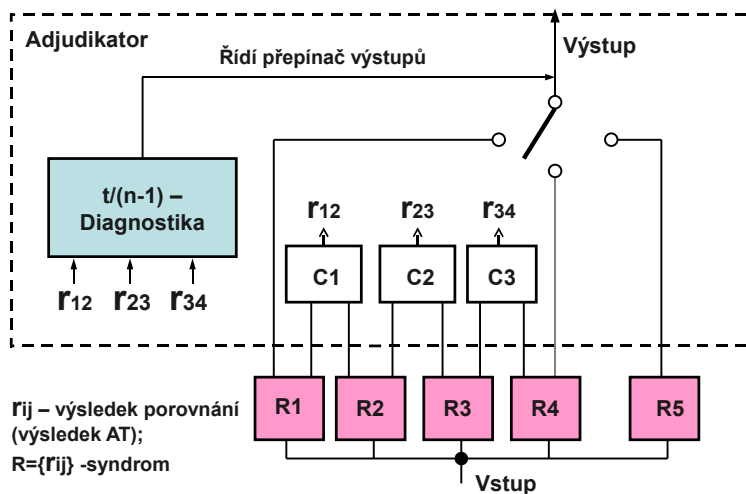 Adjudikator
Výstup
Řídí přepínač výstupů
t/(n-1) –
Diagnostika
r12 r23 r34
r12 r23 r34
C1 C2 C3
R1 R2 R3 R4 R5
rij – výsledek porovnání
(výsledek AT);
R={rij} -syndrom
Vstup